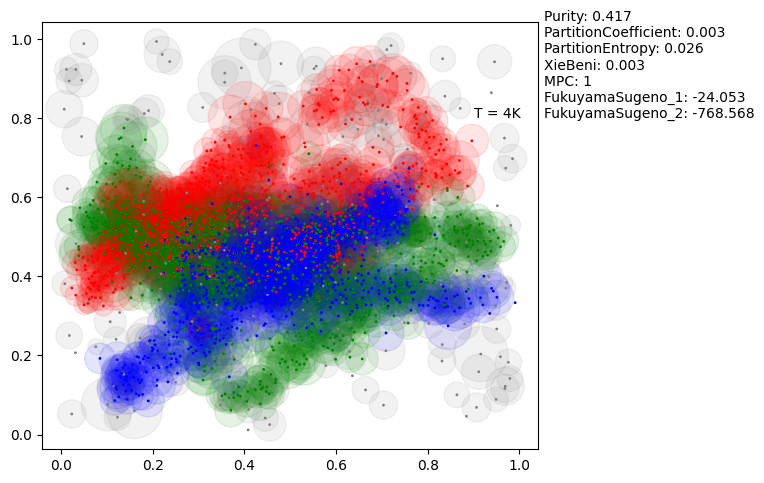 Purity: 0.417
PartitionCoefficient: 0.003
PartitionEntropy: 0.026
XieBeni: 0.003
MPC: 1
FukuyamaSugeno_1: -24.053
FukuyamaSugeno_2: -768.568
T = 4K
1.0
0.8
0.6
0.4
0.2
0.0
0.0 0.2 0.4 0.6 0.8 1.0